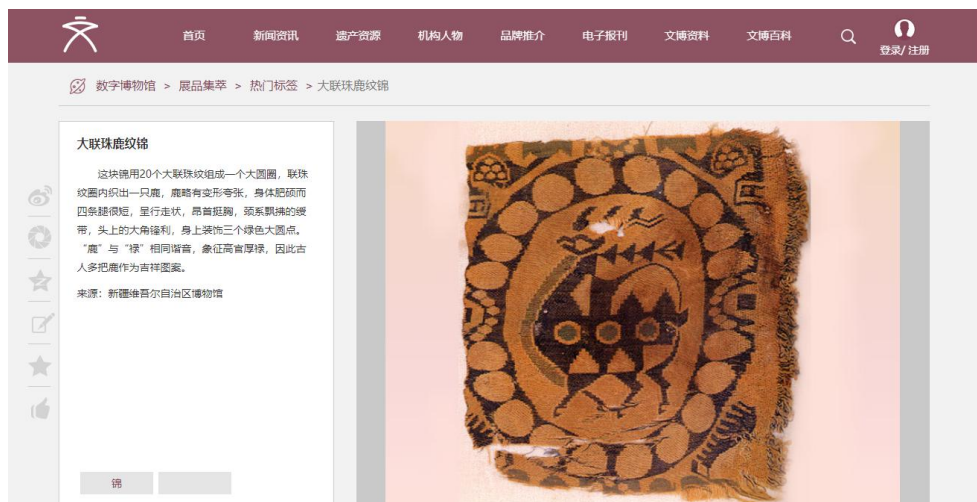 首页 新闻资讯 遗产资源 机构人物 品牌推介 电子报刊 文博资料 文博百科
登录/ 注册
数字博物馆 > 展品集萃 > 热门标签 > 大联珠鹿纹锦
大联珠鹿纹锦
这块锦用20个大联珠纹组成一个大圆圈，联珠
纹圈内织出一只鹿，鹿略有变形夸张，身体肥硕而
四条腿很短，呈行走状，昂首挺胸，颈系飘拂的绶
带，头上的大角锋利，身上装饰三个绿色大圆点。
“鹿”与“禄”相同谐音，象征高官厚禄，因此古
人多把鹿作为吉祥图案。
来源：新疆维吾尔自治区博物馆
锦